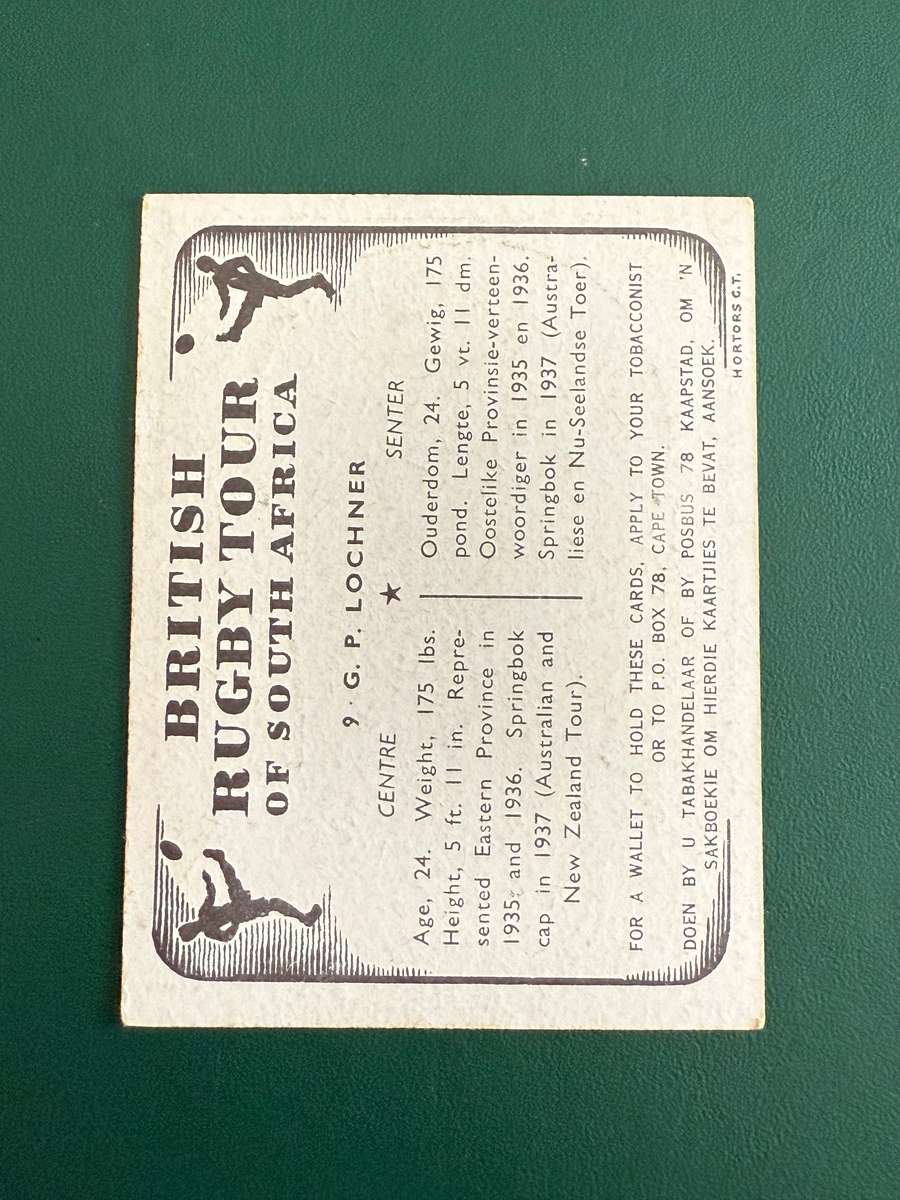 BRITISH
RUGBY TOUR
OF SOUTH AFRICA
9 · G. P. LOCHNER
CENTRE ★ SENTER
Age, 24. Weight, 175 lbs.
Height, 5 ft. 11 in. Repre-
sented Eastern Province in
1935 and 1936. Springbok
cap in 1937 (Australian and
New Zealand Tour).
Ouderdom, 24. Gewig, 175
pond. Lengte, 5 vt. 11 dm.
Oostelike Provinsie-verteen-
woordiger in 1935 en 1936.
Springbok in 1937 (Austra-
liese en Nu-Seelandse Toer).
FOR A WALLET TO HOLD THESE CARDS, APPLY TO YOUR TOBACCONIST
OR TO P.O. BOX 78, CAPE TOWN.
DOEN BY U TABAKHANDELAAR OF BY POSBUS 78 KAAPSTAD, OM 'N
SAKBOEKIE OM HIERDIE KAARTJIES TE BEVAT, AANSOEK.
HORTORS C.T.